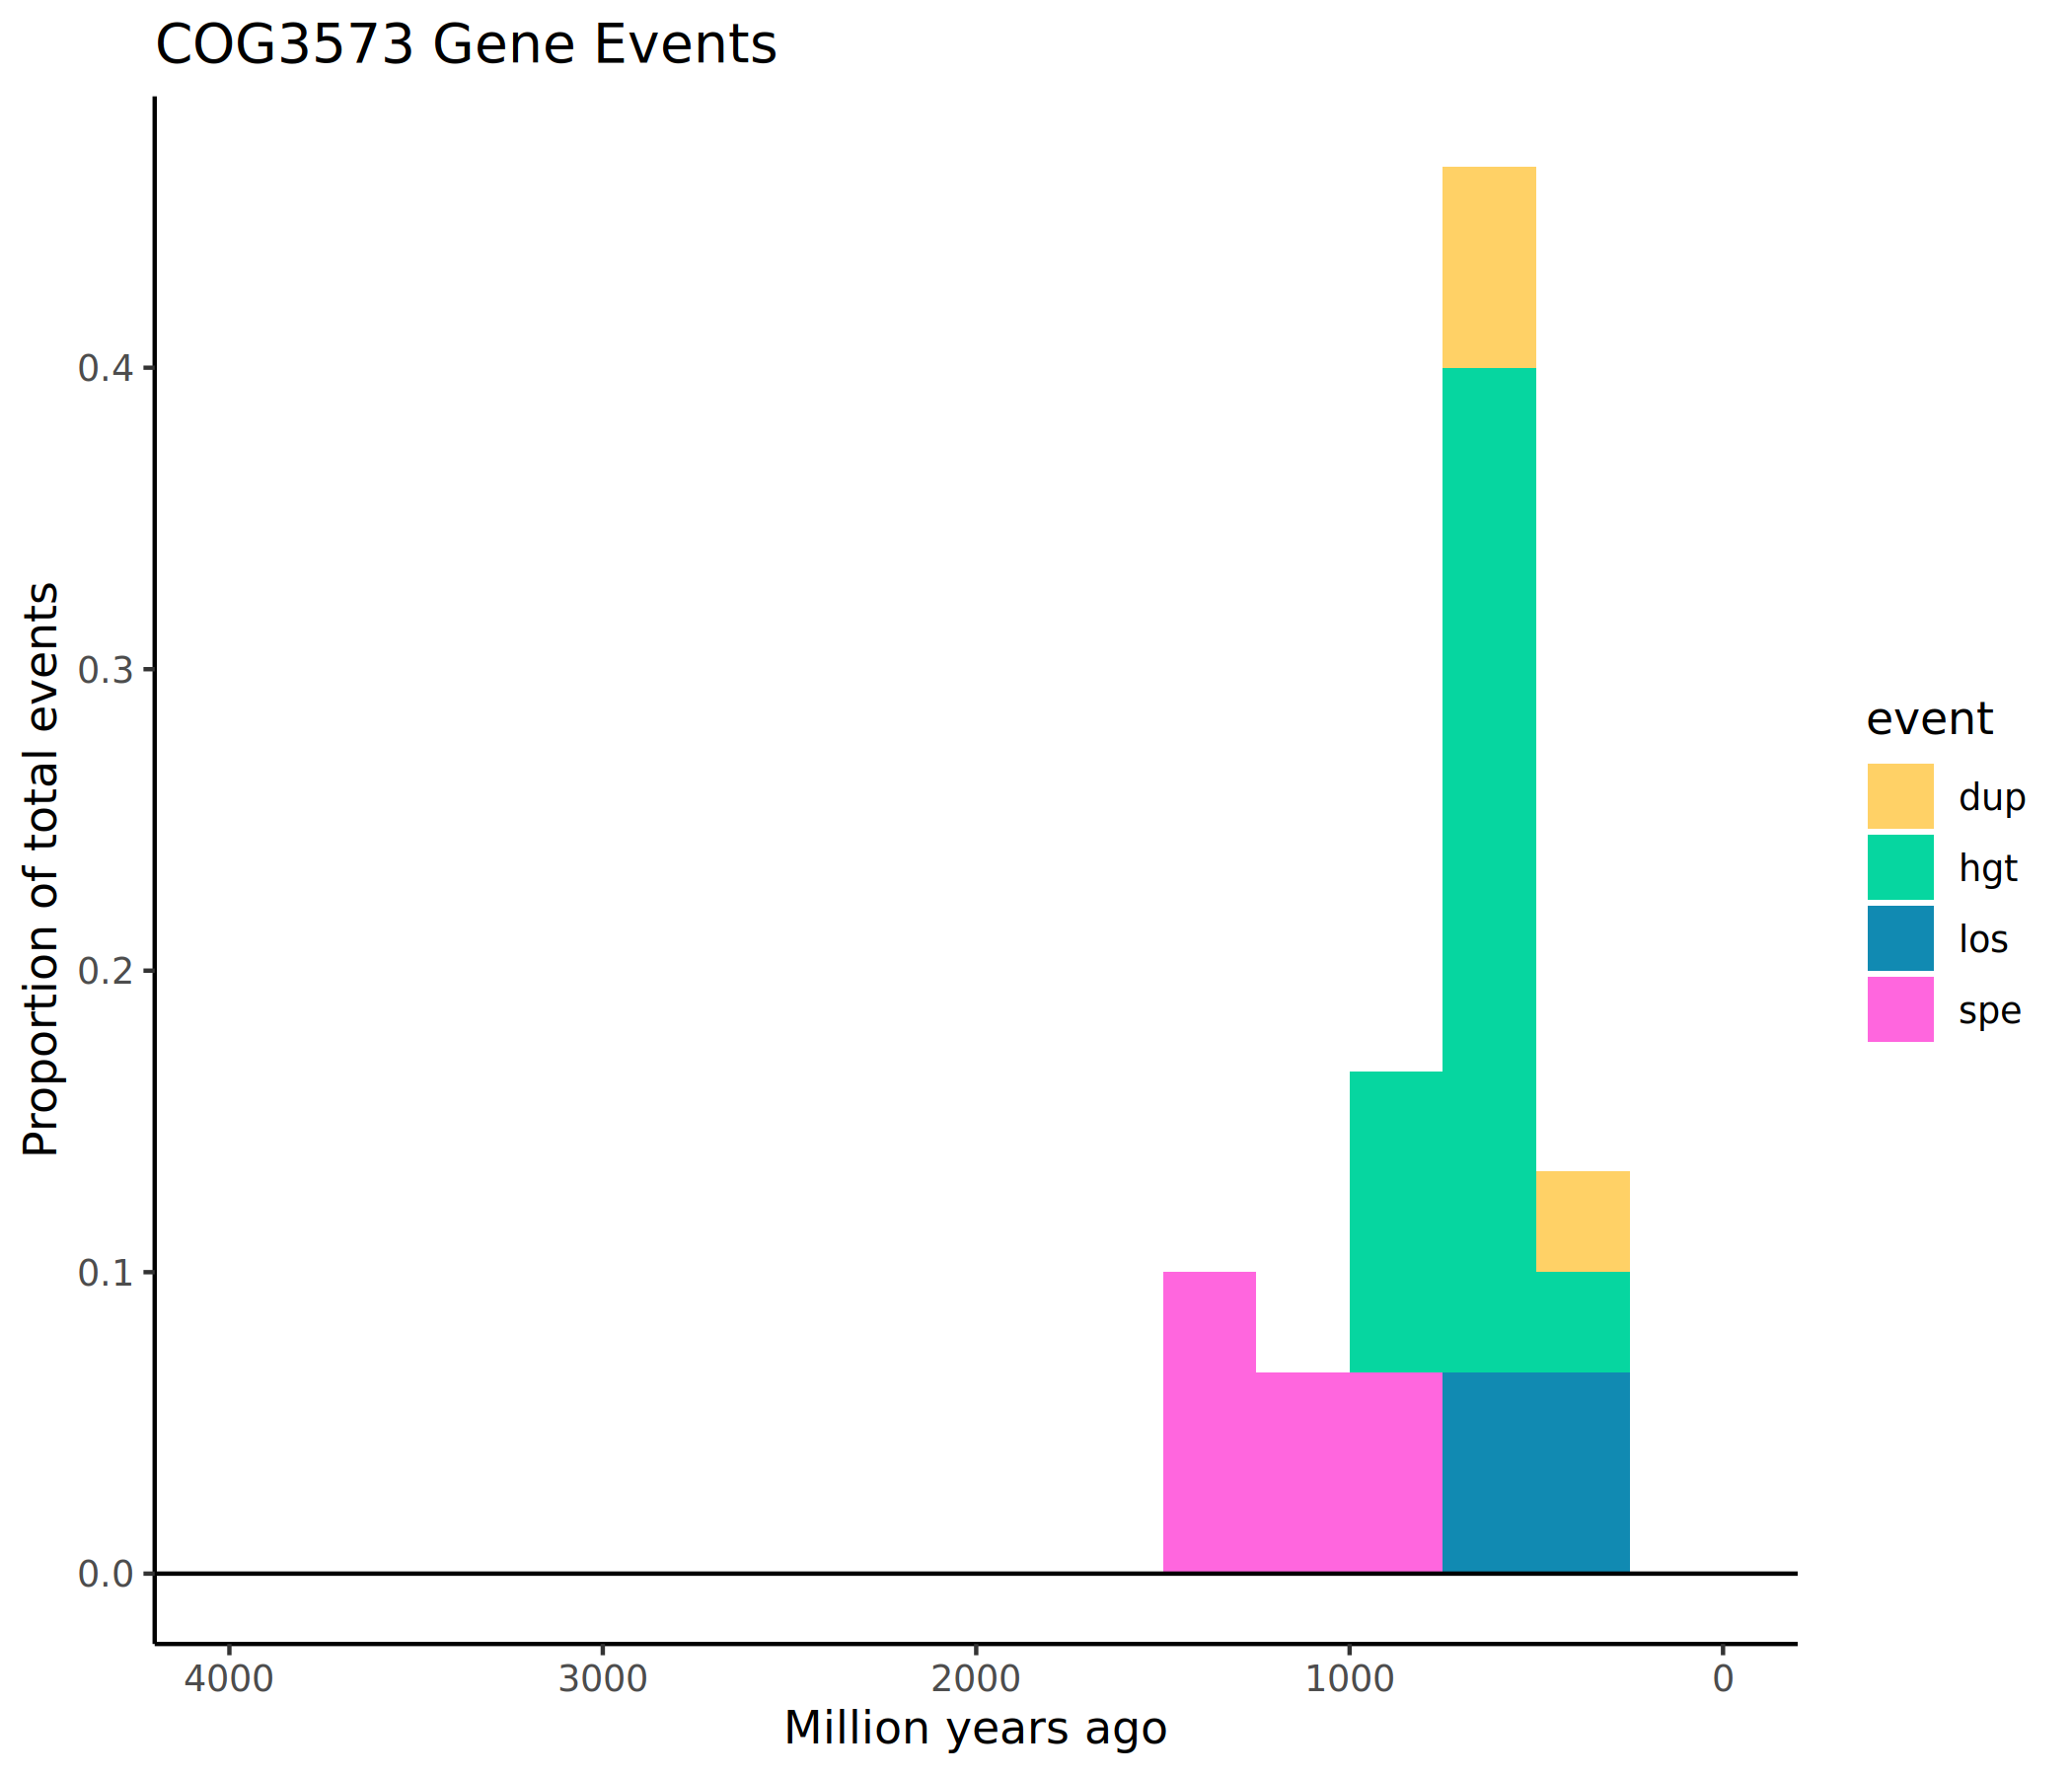 COG3573 Gene Events
Proportion of total events
0.4
0.3
0.2
0.1
0.0
4000 3000 2000 1000 0
Million years ago
event
dup
hgt
los
spe